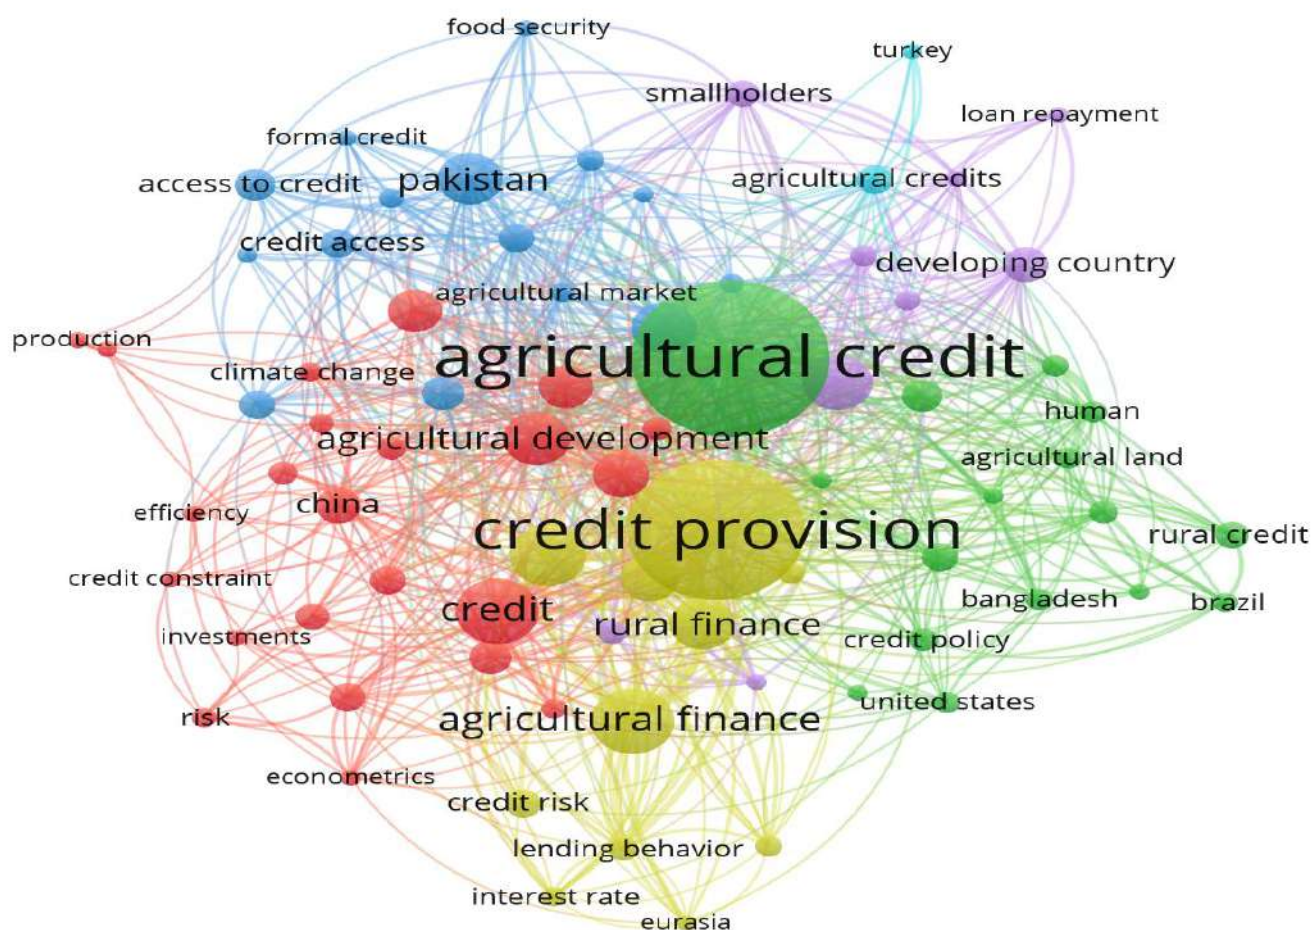 food security
turkey
smallholders
loan repayment
formal credit
access to credit
pakistan
agricultural credits
credit access
developing country
agricultural market
production
agricultural credit
climate change
human
agricultural development
agricultural land
china
efficiency
credit provision
rural credit
credit constraint
bangladesh
brazil
credit
rural finance
investments
credit policy
united states
risk
agricultural finance
econometrics
credit risk
lending behavior
interest rate
eurasia